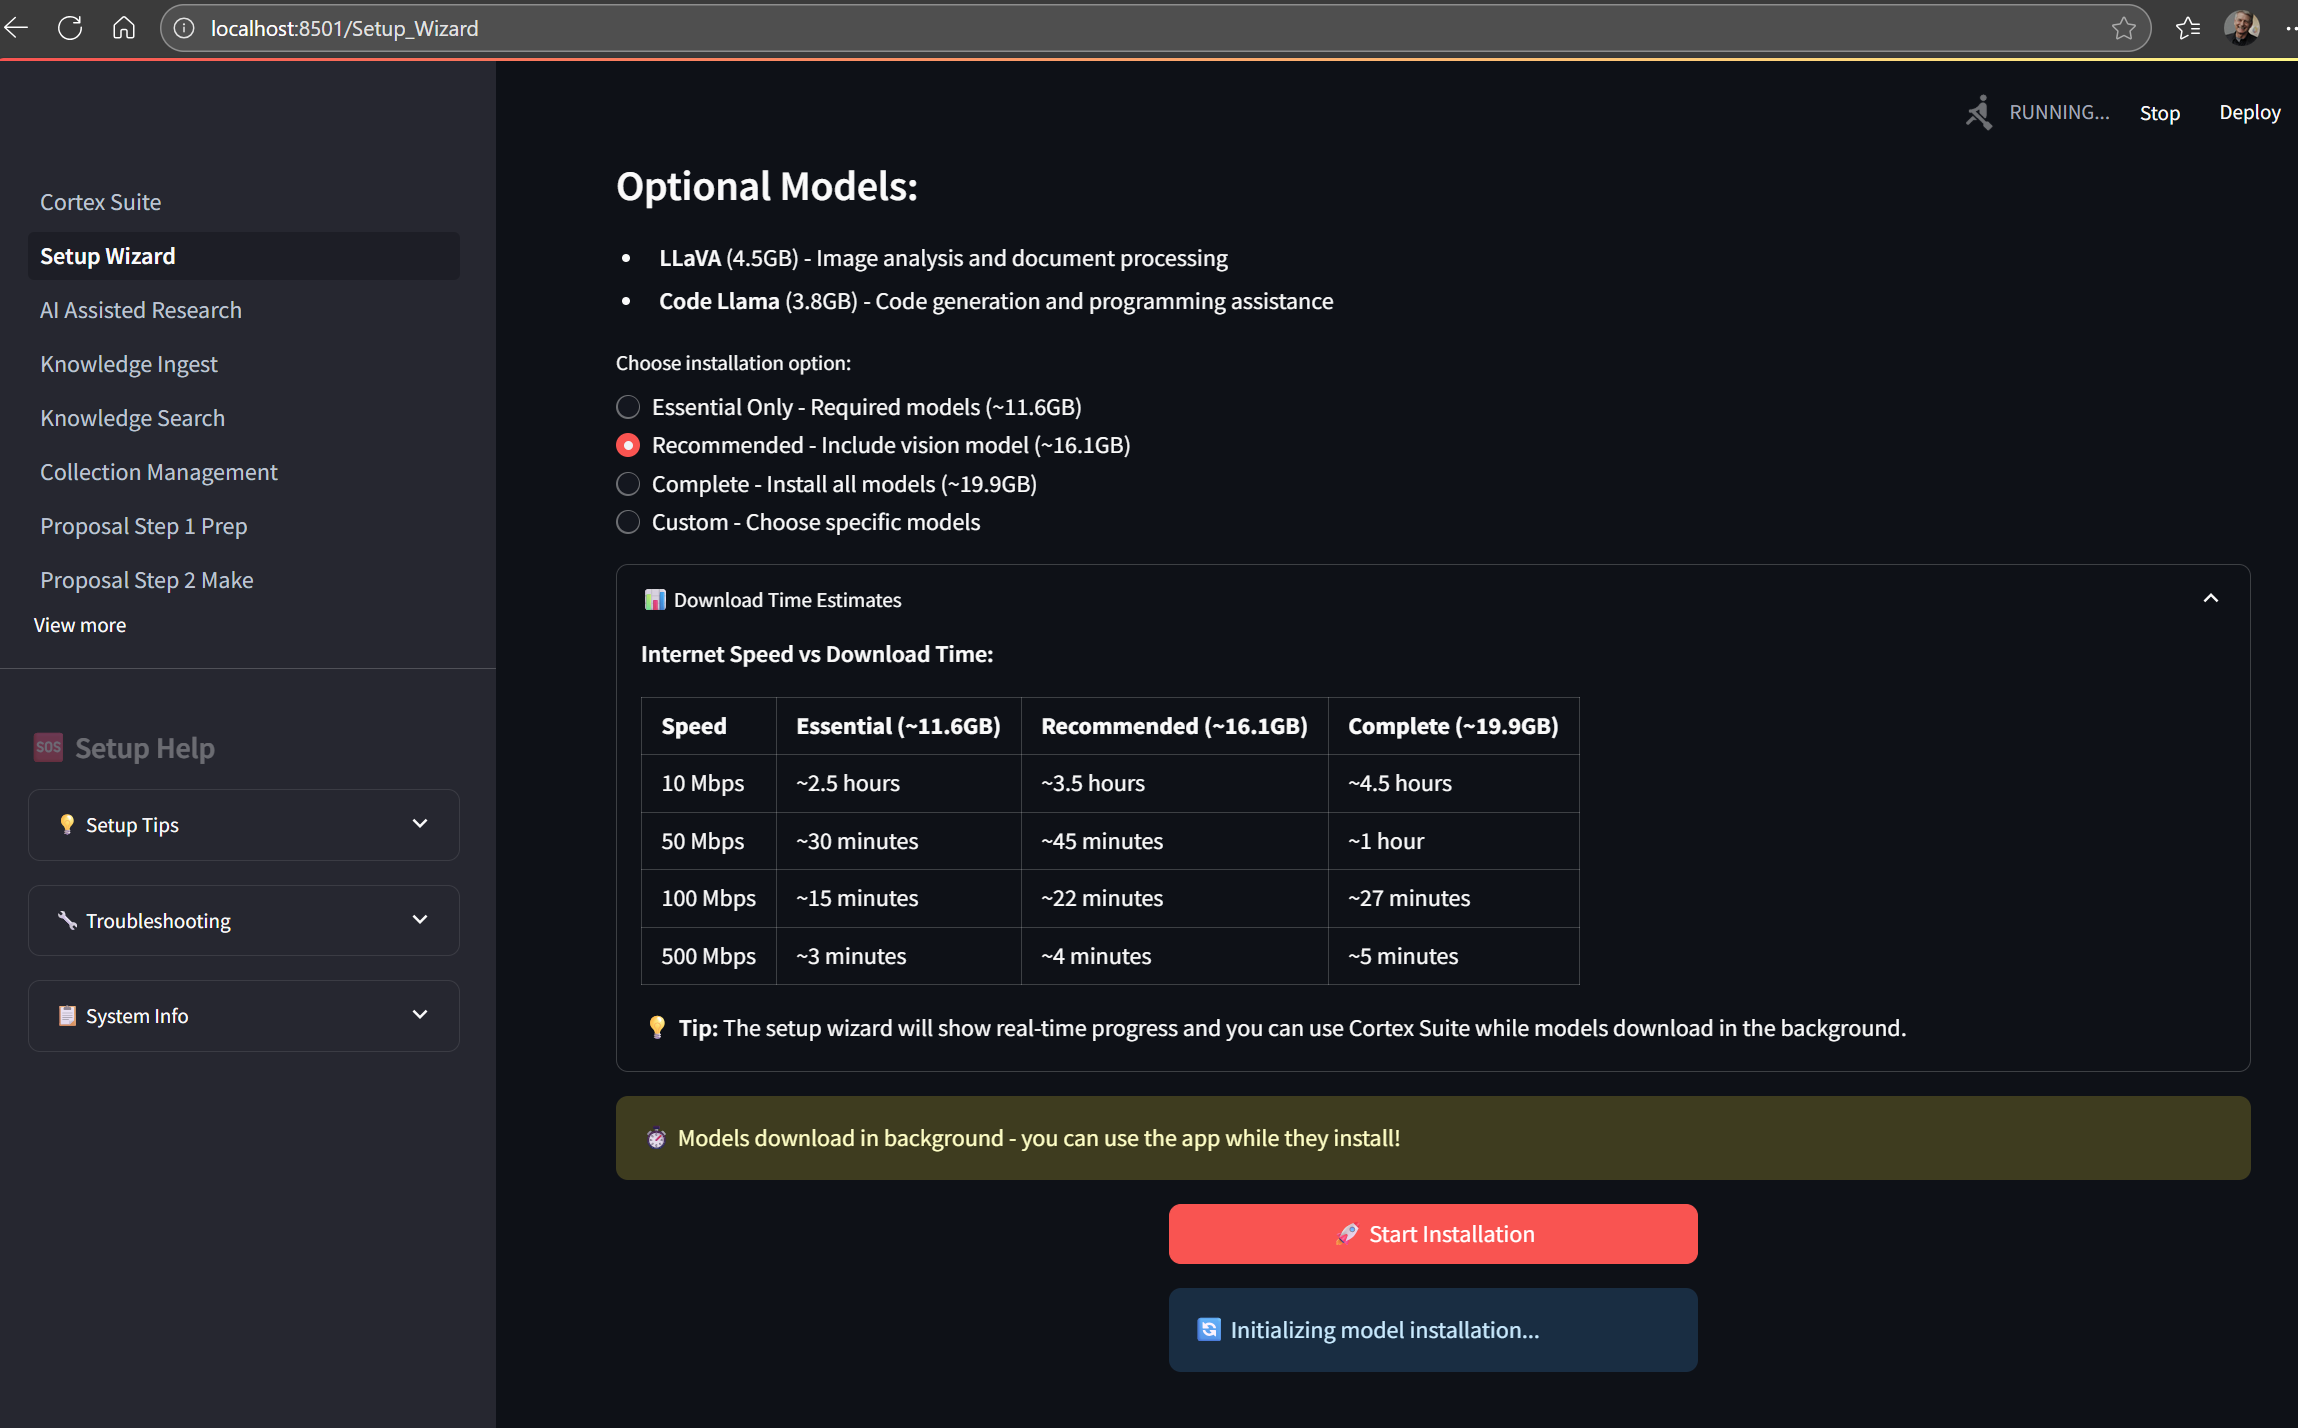 localhost:8501/Setup_Wizard
RUNNING...
Stop
Deploy
Cortex Suite
Setup Wizard
AI Assisted Research
Knowledge Ingest
Knowledge Search
Collection Management
Proposal Step 1 Prep
Proposal Step 2 Make
View more
SOS Setup Help
Setup Tips
Troubleshooting
System Info
Optional Models:
• LLaVA (4.5GB) - Image analysis and document processing
• Code Llama (3.8GB) - Code generation and programming assistance
Choose installation option:
Essential Only - Required models (~11.6GB)
Recommended - Include vision model (~16.1GB)
Complete - Install all models (~19.9GB)
Custom - Choose specific models
Download Time Estimates
Internet Speed vs Download Time:
Speed Essential (~11.6GB) Recommended (~16.1GB) Complete (~19.9GB)
10 Mbps ~2.5 hours ~3.5 hours ~4.5 hours
50 Mbps ~30 minutes ~45 minutes ~1 hour
100 Mbps ~15 minutes ~22 minutes ~27 minutes
500 Mbps ~3 minutes ~4 minutes ~5 minutes
Tip: The setup wizard will show real-time progress and you can use Cortex Suite while models download in the background.
Models download in background - you can use the app while they install!
Start Installation
Initializing model installation...